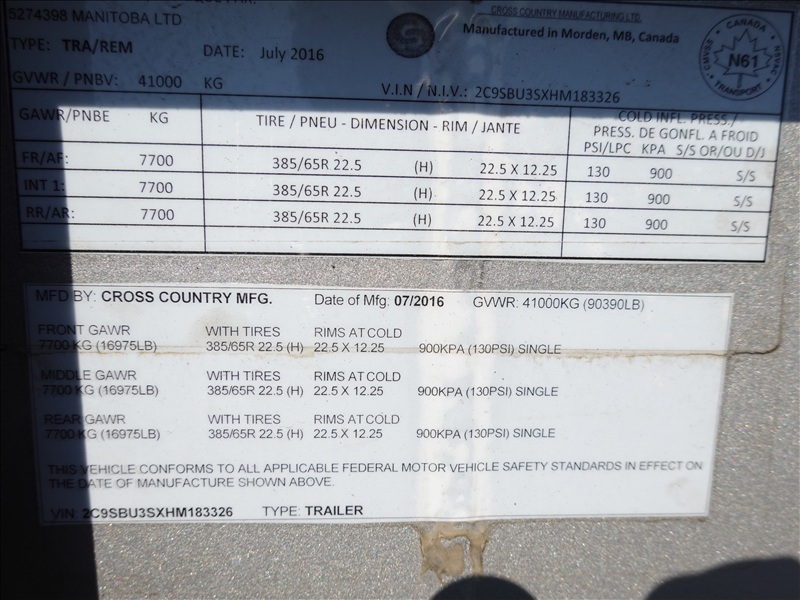 5274398 MANITOBA LTD
CROSS COUNTRY MANUFACTURING LTD.
Manufactured in Morden, MB, Canada
TYPE: TRA/REM DATE: July 2016
GVWR / PNBV: 41000 KG V.I.N / N.I.V.: 2C9SBU3SXHM183326
CANADA
CMVSS N61 NSVAC
TRANSPORT
GAWR/PNBE KG TIRE / PNEU - DIMENSION - RIM / JANTE COLD INFL. PRESS./
PRESS. DE GONFL. A FROID
PSI/LPC KPA S/S OR/OU D/J
FR/AF: 7700 385/65R 22.5 (H) 22.5 X 12.25 130 900 S/S
INT 1: 7700 385/65R 22.5 (H) 22.5 X 12.25 130 900 S/S
RR/AR: 7700 385/65R 22.5 (H) 22.5 X 12.25 130 900 S/S
MFD BY: CROSS COUNTRY MFG. Date of Mfg: 07/2016 GVWR: 41000KG (90390LB)
FRONT GAWR WITH TIRES RIMS AT COLD
7700 KG (16975LB) 385/65R 22.5 (H) 22.5 X 12.25 900KPA (130PSI) SINGLE
MIDDLE GAWR WITH TIRES RIMS AT COLD
7700 KG (16975LB) 385/65R 22.5 (H) 22.5 X 12.25 900KPA (130PSI) SINGLE
REAR GAWR WITH TIRES RIMS AT COLD
7700 KG (16975LB) 385/65R 22.5 (H) 22.5 X 12.25 900KPA (130PSI) SINGLE
THIS VEHICLE CONFORMS TO ALL APPLICABLE FEDERAL MOTOR VEHICLE SAFETY STANDARDS IN EFFECT ON
THE DATE OF MANUFACTURE SHOWN ABOVE.
VIN: 2C9SBU3SXHM183326 TYPE: TRAILER